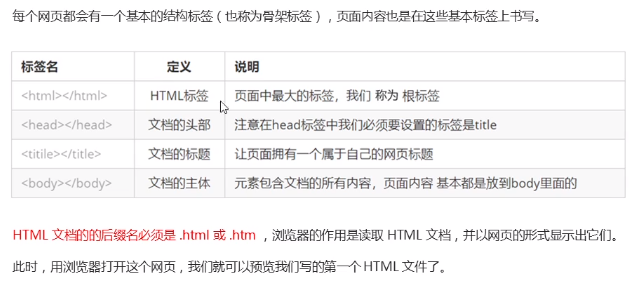 每个网页都会有一个基本的结构标签（也称为骨架标签），页面内容也是在这些基本标签上书写。
标签名 定义 说明
<html></html> HTML标签 页面中最大的标签，我们 称为 根标签
<head></head> 文档的头部 注意在head标签中我们必须要设置的标签是title
<titile></title> 文档的标题 让页面拥有一个属于自己的网页标题
<body></body> 文档的主体 元素包含文档的所有内容，页面内容 基本都是放到body里面的
HTML 文档的的后缀名必须是 .html 或 .htm ，浏览器的作用是读取 HTML 文档，并以网页的形式显示出它们。
此时，用浏览器打开这个网页，我们就可以预览我们写的第一个 HTML 文件了。